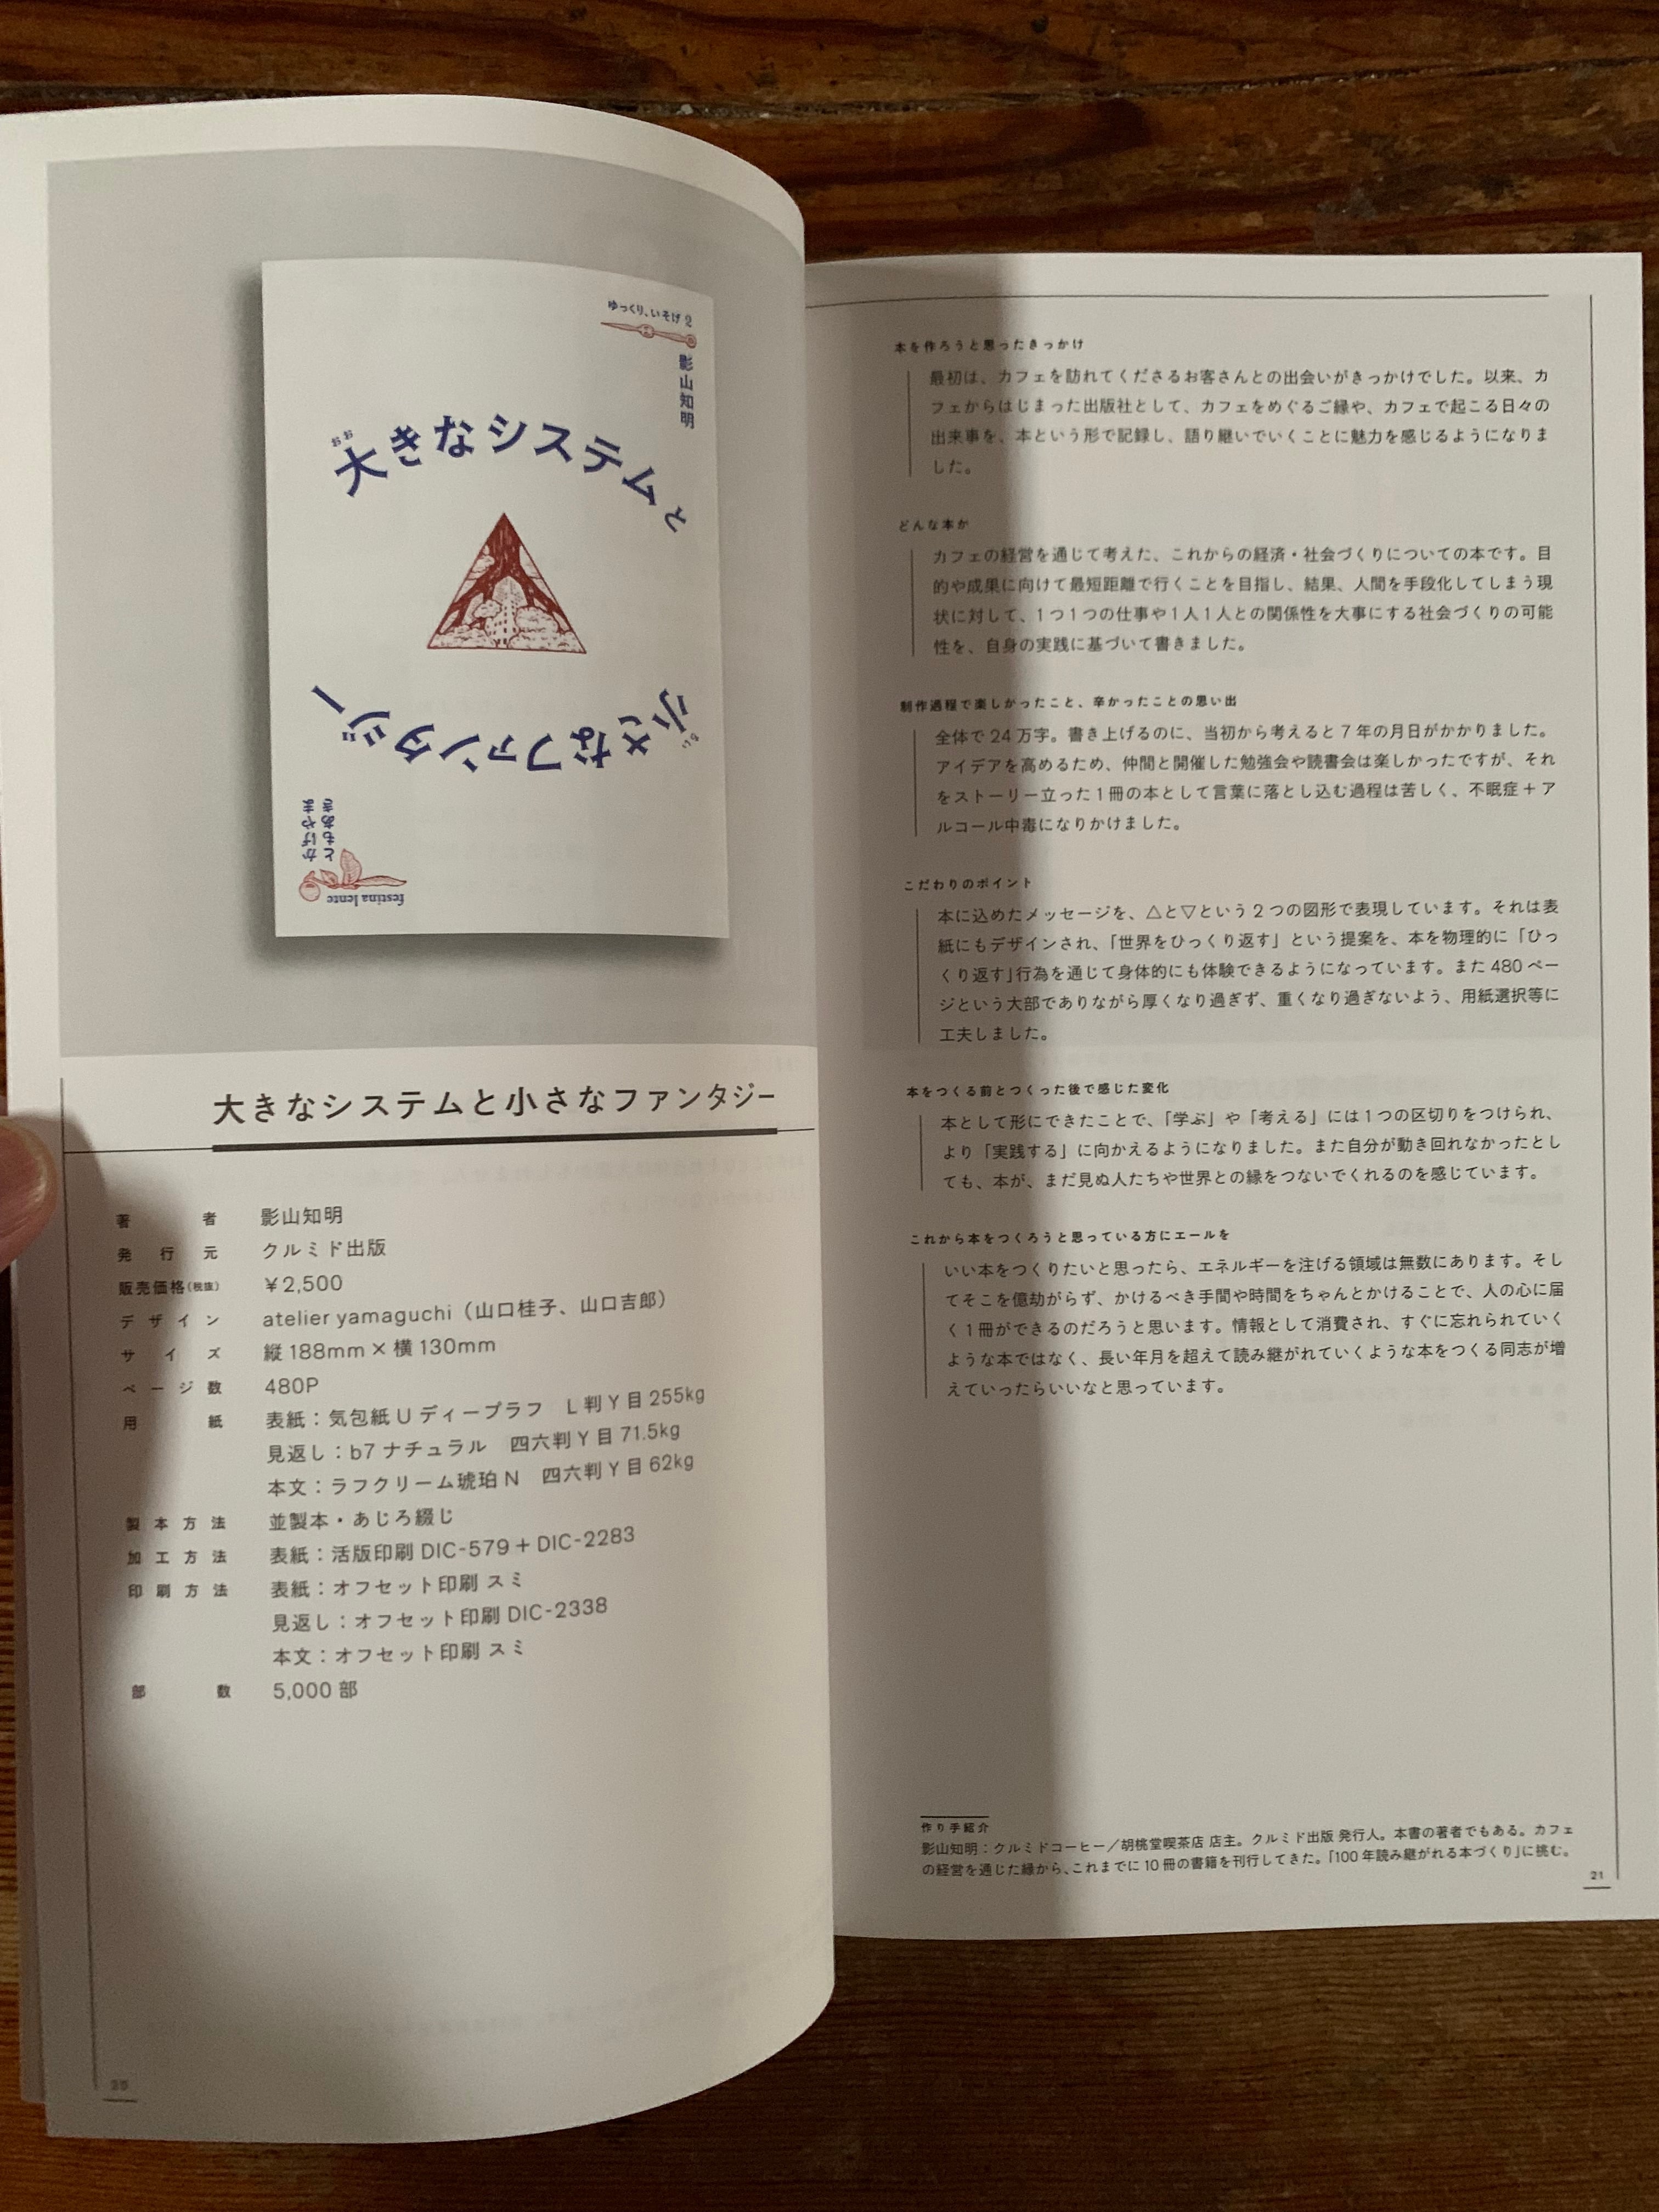 ゆっくり、いそげ 2
影山知明
おお
大きなシステムと
ちい
小さなファンタジー
かげやま
ともあき
festina lente
大きなシステムと小さなファンタジー
著者 影山知明
発行元 クルミド出版
販売価格(税抜) ¥2,500
デザイン atelier yamaguchi(山口桂子、山口吉郎)
サイズ 縦188mm×横130mm
ページ数 480P
用紙 表紙:気包紙Uディープラフ L判Y目255kg
見返し:b7ナチュラル 四六判Y目71.5kg
本文:ラフクリーム琥珀N 四六判Y目62kg
製本方法 並製本・あじろ綴じ
加工方法 表紙:活版印刷 DIC-579+DIC-2283
印刷方法 表紙:オフセット印刷 スミ
見返し:オフセット印刷 DIC-2338
本文:オフセット印刷 スミ
部数 5,000部
20
本を作ろうと思ったきっかけ
最初は、カフェを訪れてくださるお客さんとの出会いがきっかけでした。以来、カ
フェからはじまった出版社として、カフェをめぐるご縁や、カフェで起こる日々の
出来事を、本という形で記録し、語り継いでいくことに魅力を感じるようになりま
した。
どんな本か
カフェの経営を通じて考えた、これからの経済・社会づくりについての本です。目
的や成果に向けて最短距離で行くことを目指し、結果、人間を手段化してしまう現
状に対して、1つ1つの仕事や1人1人との関係性を大事にする社会づくりの可能
性を、自身の実践に基づいて書きました。
制作過程で楽しかったこと、辛かったことの思い出
全体で24万字。書き上げるのに、当初から考えると7年の月日がかかりました。
アイデアを高めるため、仲間と開催した勉強会や読書会は楽しかったですが、それ
をストーリー立った1冊の本として言葉に落とし込む過程は苦しく、不眠症+ア
ルコール中毒になりかけました。
こだわりのポイント
本に込めたメッセージを、△と▽という2つの図形で表現しています。それは表
紙にもデザインされ、「世界をひっくり返す」という提案を、本を物理的に「ひっ
くり返す」行為を通じて身体的にも体験できるようになっています。また480ペー
ジという大部でありながら厚くなり過ぎず、重くなり過ぎないよう、用紙選択等に
工夫しました。
本をつくる前とつくった後で感じた変化
本として形にできたことで、「学ぶ」や「考える」には1つの区切りをつけられ、
より「実践する」に向かえるようになりました。また自分が動き回れなかったとし
ても、本が、まだ見ぬ人たちや世界との縁をつないでくれるのを感じています。
これから本をつくろうと思っている方にエールを
いい本をつくりたいと思ったら、エネルギーを注げる領域は無数にあります。そし
てそこを億劫がらず、かけるべき手間や時間をちゃんとかけることで、人の心に届
く1冊ができるのだろうと思います。情報として消費され、すぐに忘れられていく
ような本ではなく、長い年月を超えて読み継がれていくような本をつくる同志が増
えていったらいいなと思っています。
作り手紹介
影山知明:クルミドコーヒー/胡桃堂喫茶店 店主。クルミド出版 発行人。本書の著者でもある。カフェ
の経営を通じた縁から、これまでに10冊の書籍を刊行してきた。「100年読み継がれる本づくり」に挑む。
21